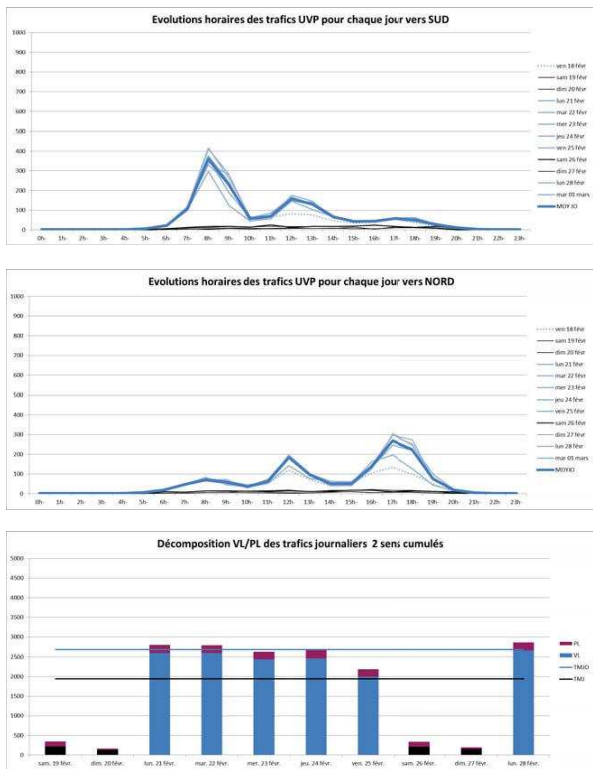 Evolutions horaires des trafics UVP pour chaque jour vers SUD
1000
900
800
700
600
500
400
300
200
100
0
0h- 1h- 2h- 3h- 4h- 5h- 6h- 7h- 8h- 9h- 10h- 11h- 12h- 13h- 14h- 15h- 16h- 17h- 18h- 19h- 20h- 21h- 22h- 23h-
ven 18 févr
sam 19 févr
dim 20 févr
lun 21 févr
mar 22 févr
mer 23 févr
jeu 24 févr
ven 25 févr
sam 26 févr
dim 27 févr
lun 28 févr
mar 01 mars
MOY JO
Evolutions horaires des trafics UVP pour chaque jour vers NORD
1000
900
800
700
600
500
400
300
200
100
0
0h- 1h- 2h- 3h- 4h- 5h- 6h- 7h- 8h- 9h- 10h- 11h- 12h- 13h- 14h- 15h- 16h- 17h- 18h- 19h- 20h- 21h- 22h- 23h-
ven 18 févr
sam 19 févr
dim 20 févr
lun 21 févr
mar 22 févr
mer 23 févr
jeu 24 févr
ven 25 févr
sam 26 févr
dim 27 févr
lun 28 févr
mar 01 mars
MOY JO
Décomposition VL/PL des trafics journaliers 2 sens cumulés
5000
4500
4000
3500
3000
2500
2000
1500
1000
500
0
sam. 19 févr. dim. 20 févr. lun. 21 févr. mar. 22 févr. mer. 23 févr. jeu. 24 févr. ven. 25 févr. sam. 26 févr. dim. 27 févr. lun. 28 févr.
PL
VL
TMJO
TMJ